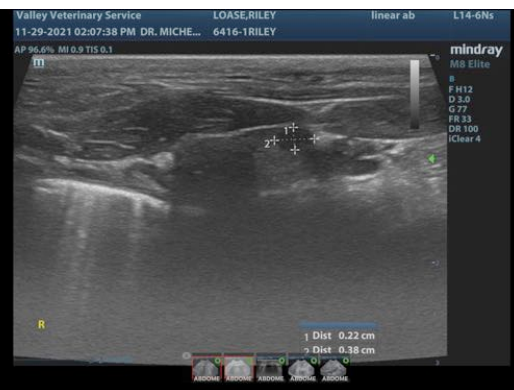 Valley Veterinary Service LOASE,RILEY linear ab L14-6Ns
11-29-2021 02:07:38 PM DR. MICHE... 6416-1RILEY
AP 96.6% MI 0.9 TIS 0.1
m
mindray
M8 Elite
B
F H12
D 3.0
G 77
FR 33
DR 100
iClear 4
1
2
R
1 Dist 0.22 cm
2 Dist 0.38 cm
ABDOME ABDOME ABDOME ABDOME ABDOME